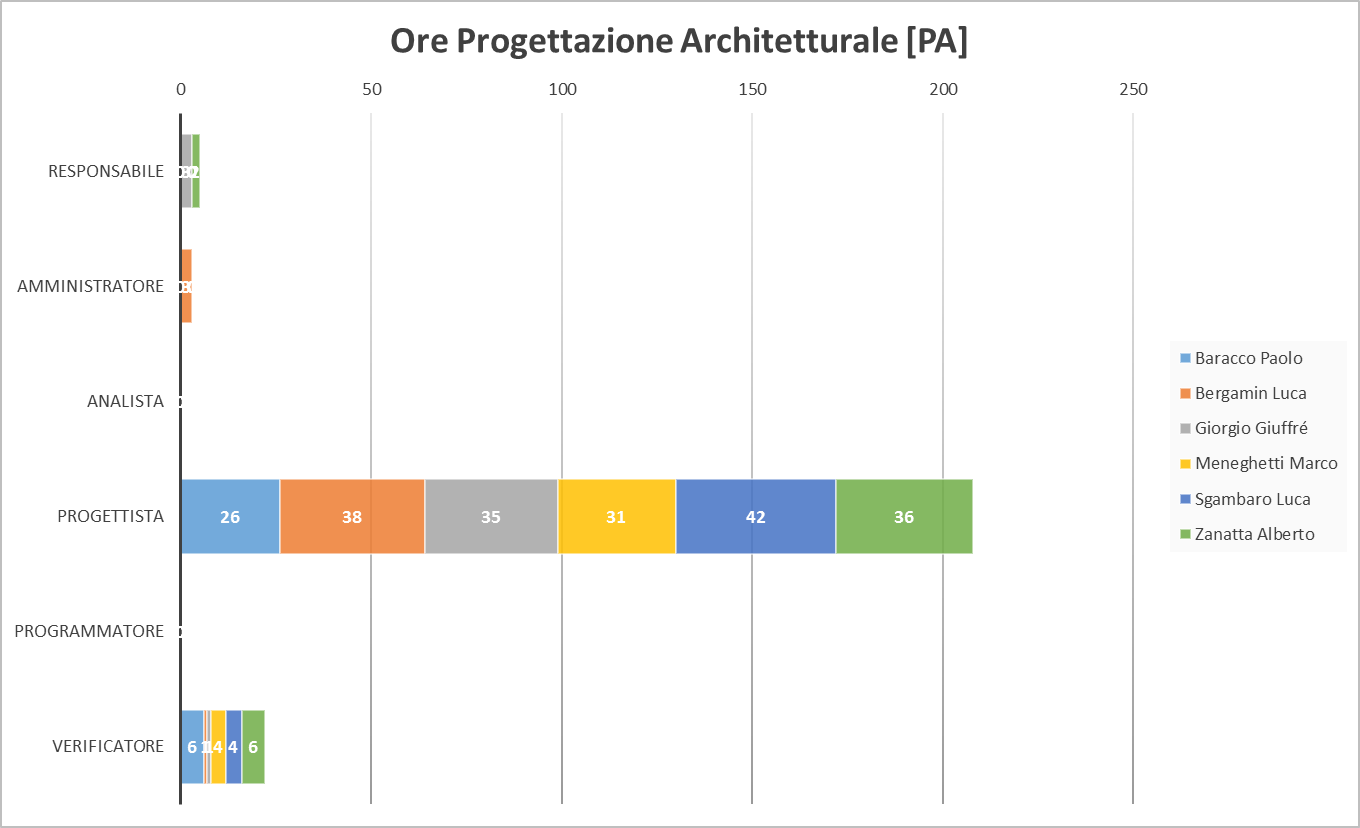 Ore Progettazione Architetturale [PA]
0 50 100 150 200 250
RESPONSABILE
AMMINISTRATORE
ANALISTA
PROGETTISTA 26 38 35 31 42 36
PROGRAMMATORE
VERIFICATORE 6 1 1 4 4 6
Baracco Paolo
Bergamin Luca
Giorgio Giuffré
Meneghetti Marco
Sgambaro Luca
Zanatta Alberto